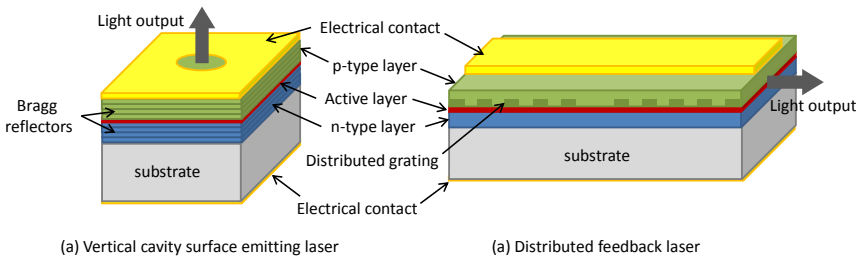 Light output
Electrical contact
p-type layer
Active layer
n-type layer
Bragg
reflectors
Distributed grating
substrate
Electrical contact
Light output
substrate
(a) Vertical cavity surface emitting laser
(a) Distributed feedback laser